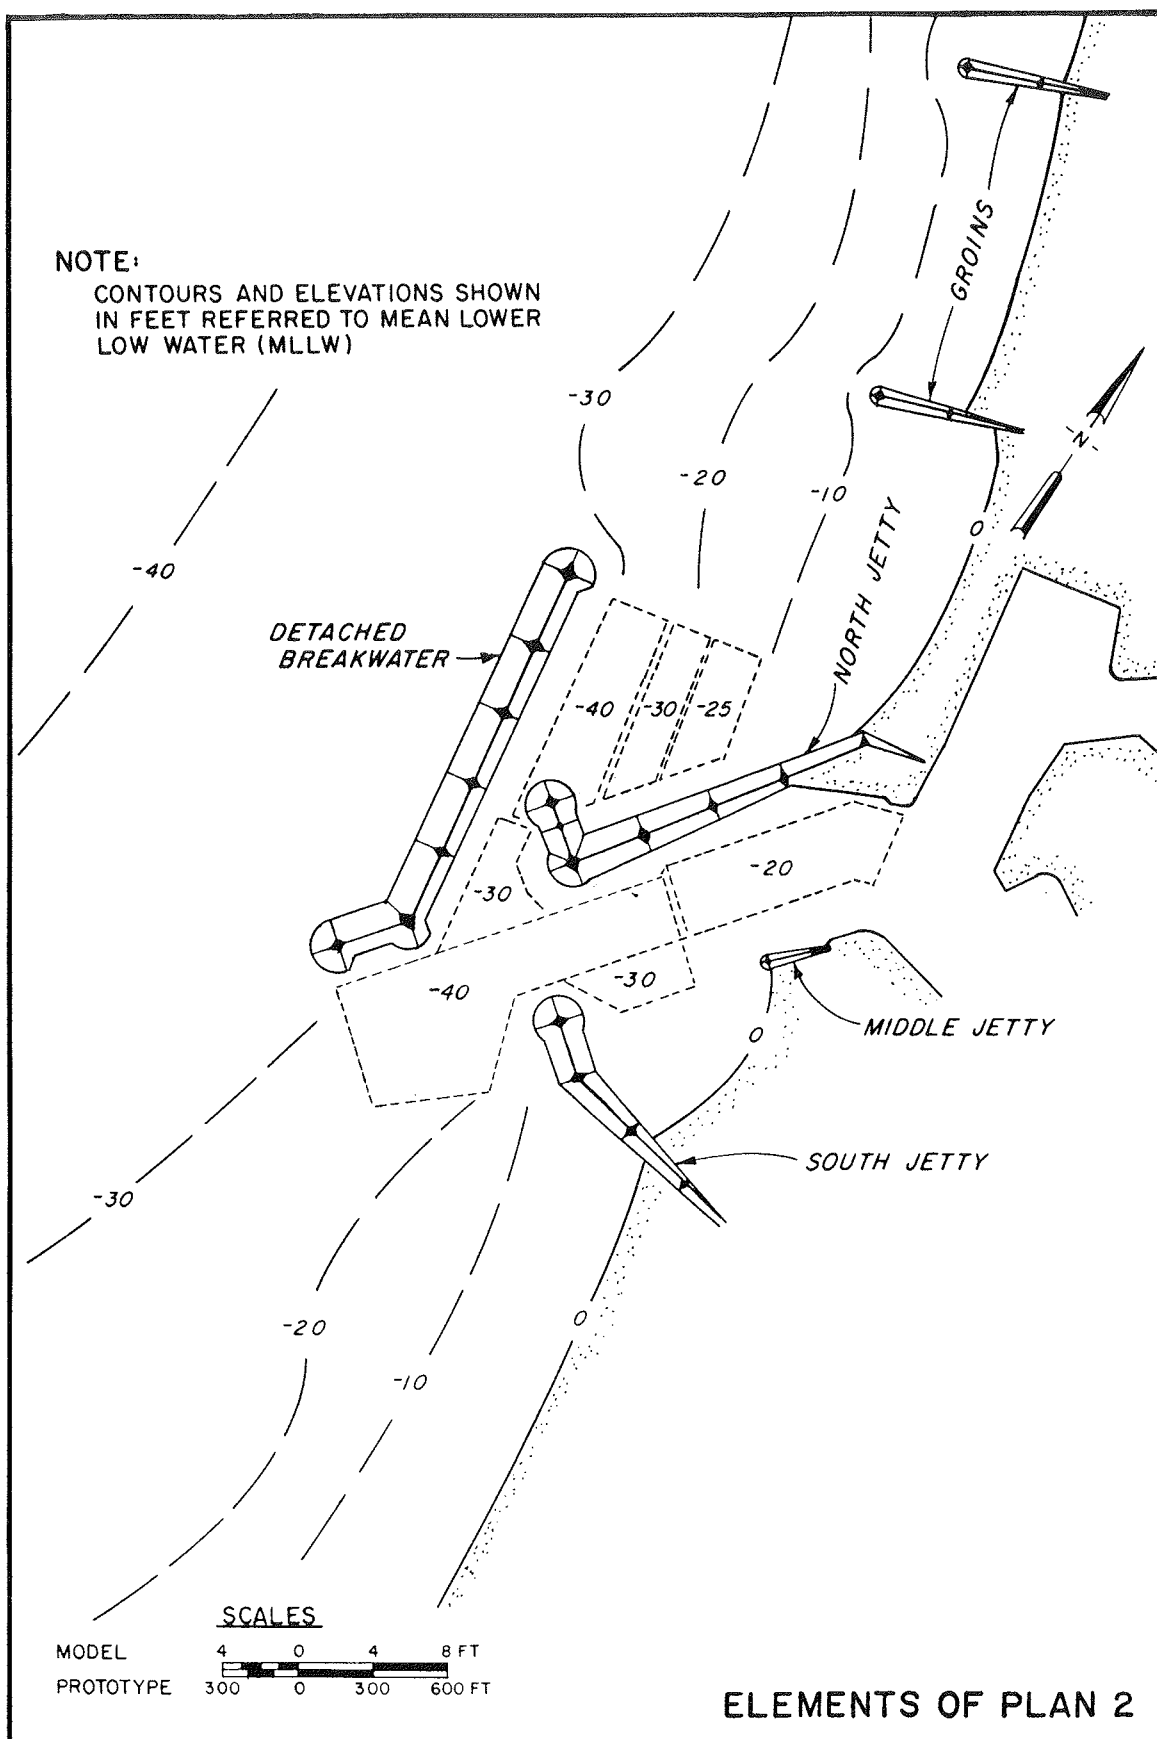 GROINS
NOTE:
CONTOURS AND ELEVATIONS SHOWN
IN FEET REFERRED TO MEAN LOWER
LOW WATER (MLLW)
-30
-N-
-20
-10
NORTH JETTY
0
-40
DETACHED
BREAKWATER
-40
-30
-25
-20
-30
-30
-40
MIDDLE JETTY
0
SOUTH JETTY
-30
0
-20
-10
SCALES
MODEL 4 0 4 8 FT
PROTOTYPE 300 0 300 600 FT
ELEMENTS OF PLAN 2